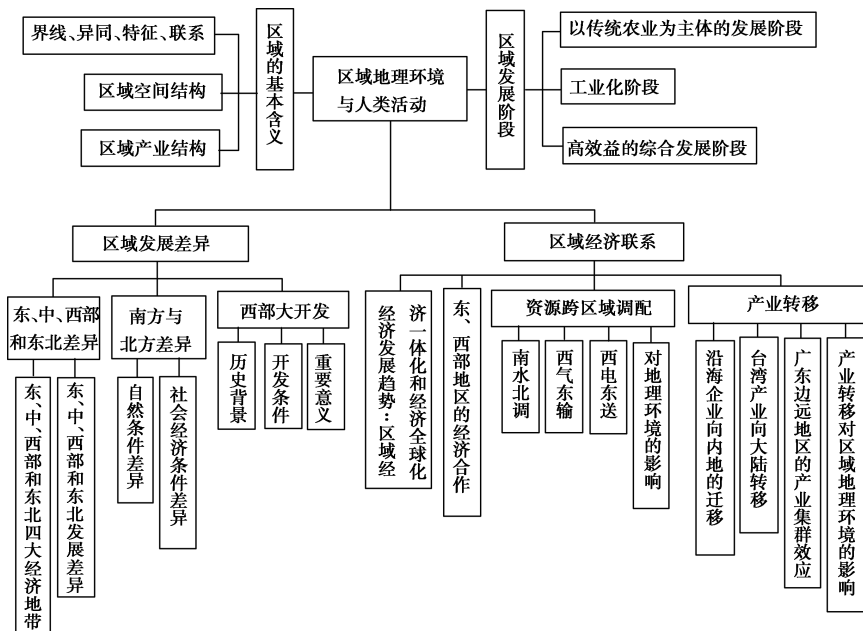 界线、异同、特征、联系
区域空间结构
区域产业结构
区域的基本含义
区域地理环境
与人类活动
区域发展阶段
以传统农业为主体的发展阶段
工业化阶段
高效益的综合发展阶段
区域发展差异
区域经济联系
东、中、西部
和东北差异
南方与
北方差异
西部大开发
东、中、西部和东北四大经济地带
东、中、西部和东北发展差异
自然条件差异
社会经济条件差异
历史背景
开发条件
重要意义
经济发展趋势：区域经
济一体化和经济全球化
东、西部地区的经济合作
资源跨区域调配
南水北调
西气东输
西电东送
对地理环境的影响
产业转移
沿海企业向内地的迁移
台湾产业向大陆转移
广东边远地区的产业集群效应
产业转移对区域地理环境的影响